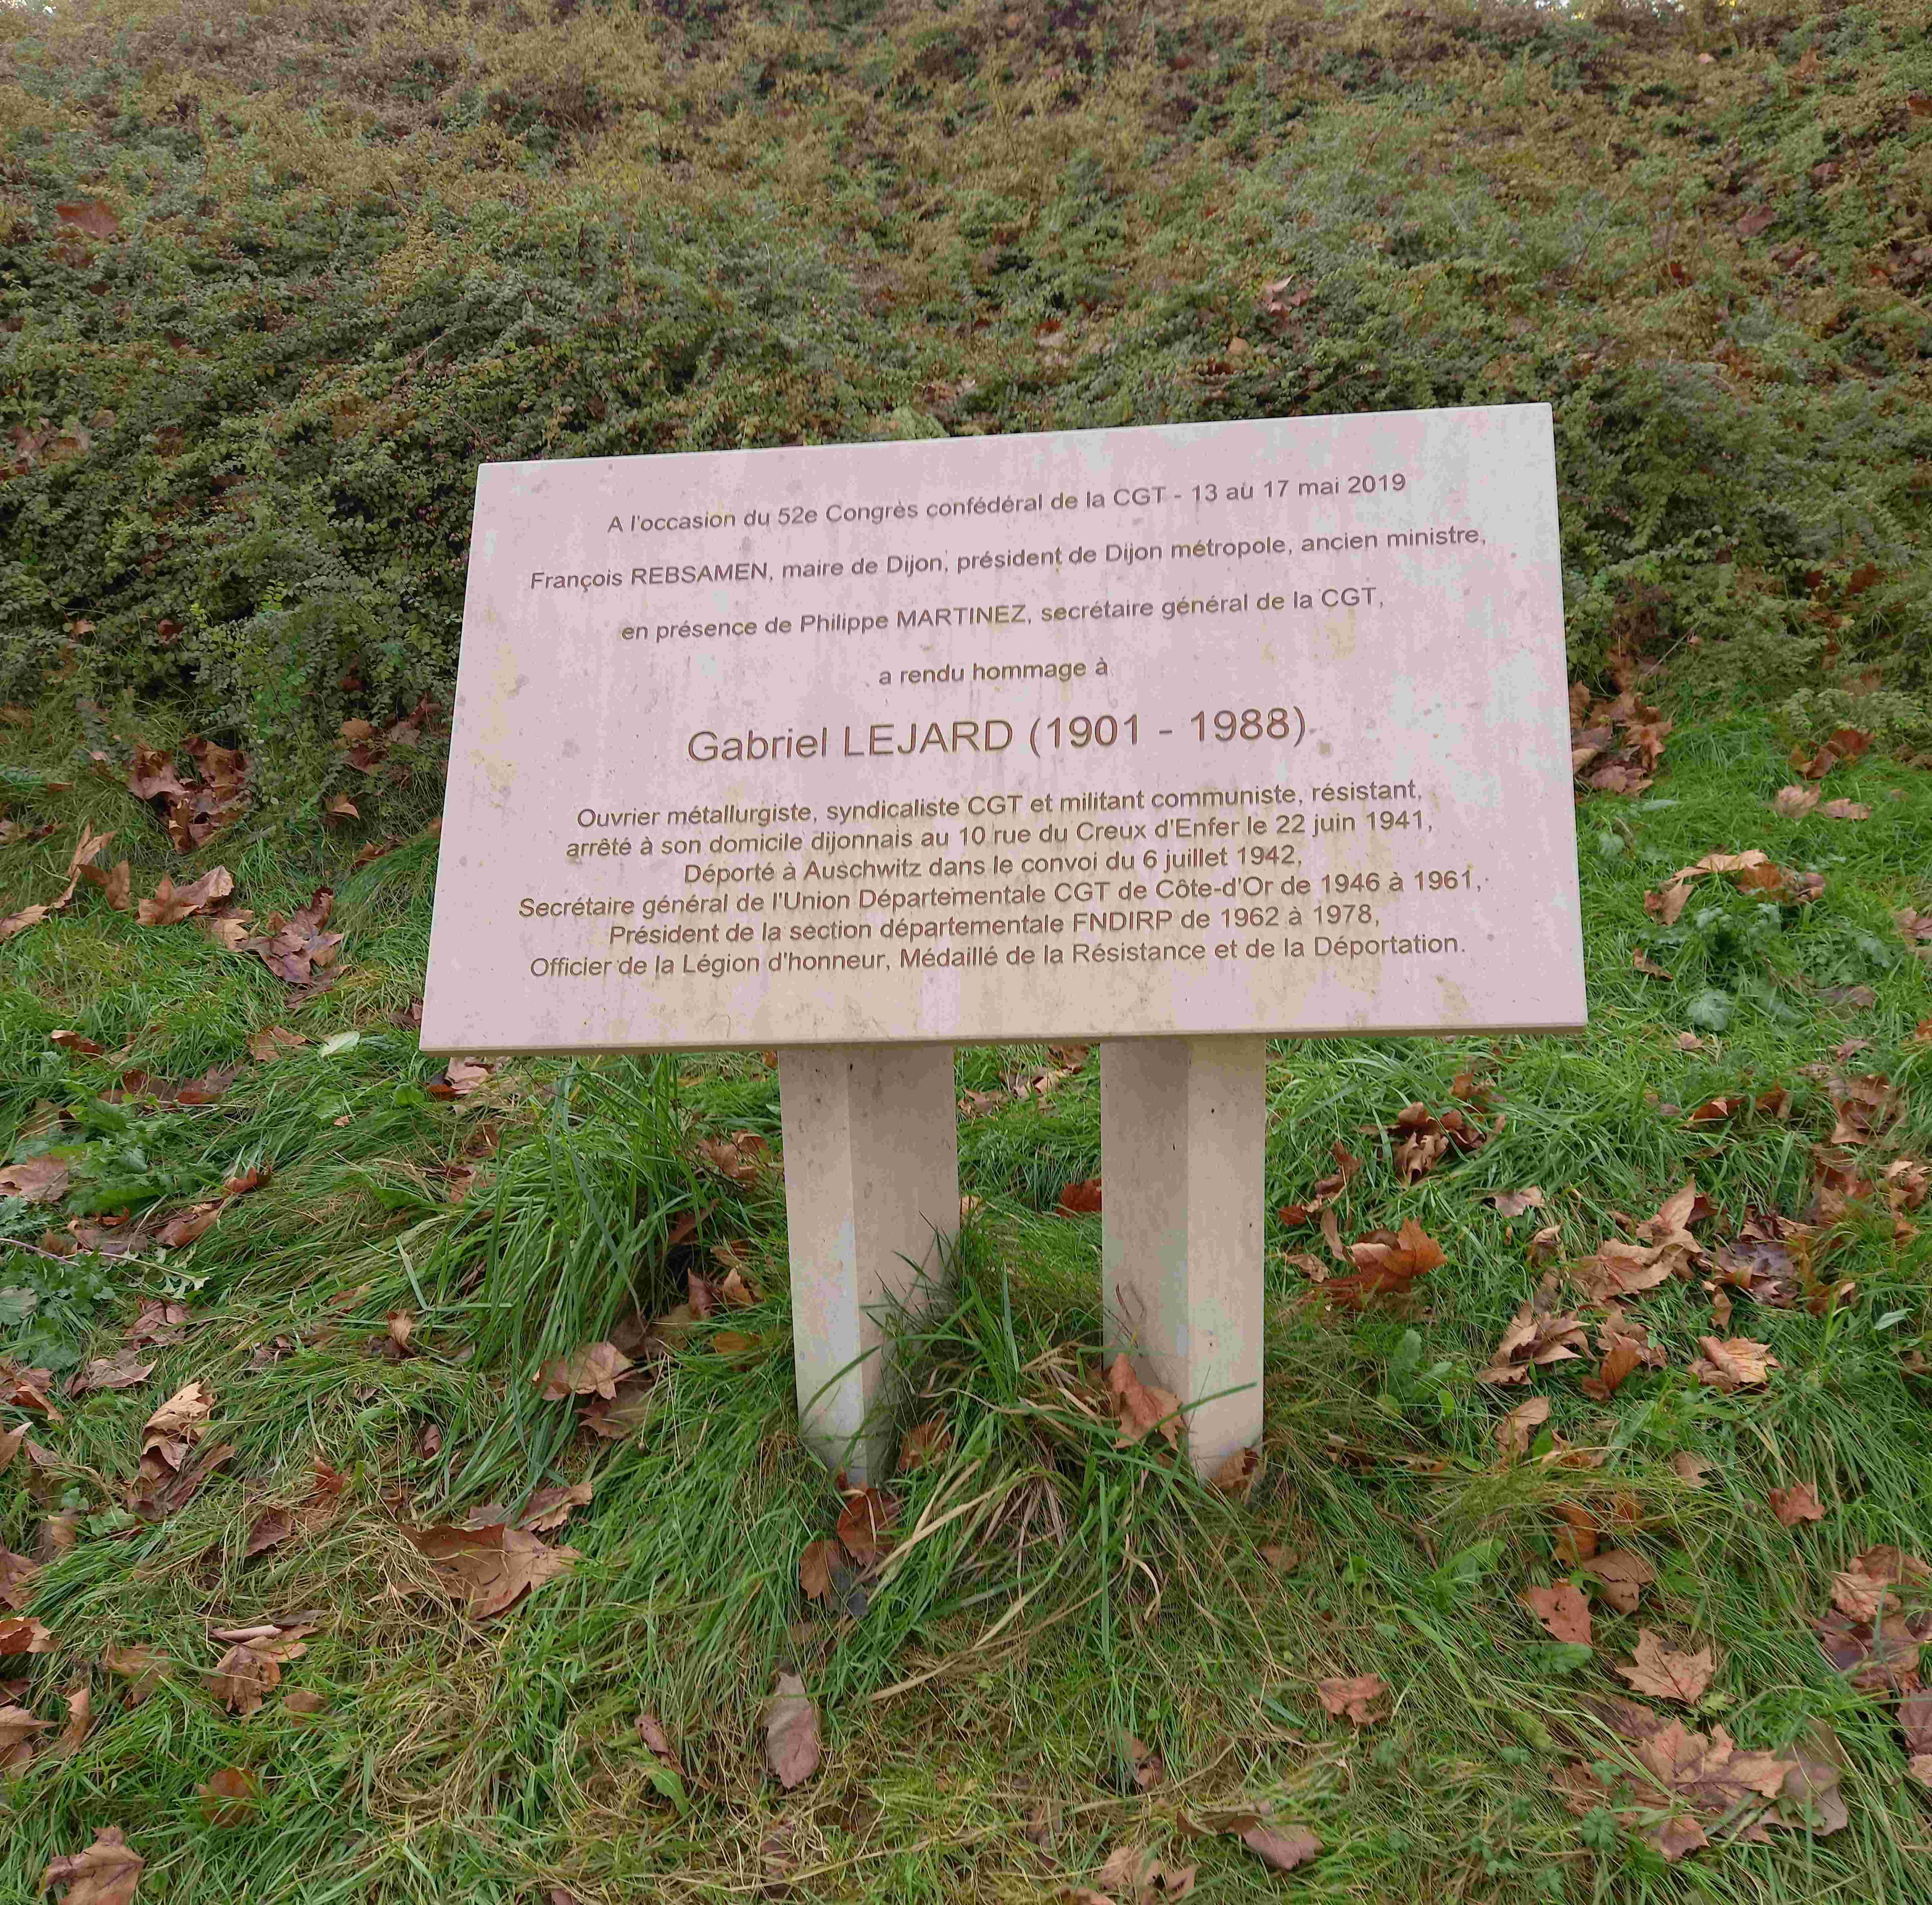 A l'occasion du 52e Congrès confédéral de la CGT - 13 au 17 mai 2019
François REBSAMEN, maire de Dijon, président de Dijon métropole, ancien ministre,
en présence de Philippe MARTINEZ, secrétaire général de la CGT,
a rendu hommage à
Gabriel LEJARD (1901 - 1988)
Ouvrier métallurgiste, syndicaliste CGT et militant communiste, résistant,
arrêté à son domicile dijonnais au 10 rue du Creux d'Enfer le 22 juin 1941,
Déporté à Auschwitz dans le convoi du 6 juillet 1942,
Secrétaire général de l'Union Départementale CGT de Côte-d'Or de 1946 à 1961,
Président de la section départementale FNDIRP de 1962 à 1978,
Officier de la Légion d'honneur, Médaillé de la Résistance et de la Déportation.